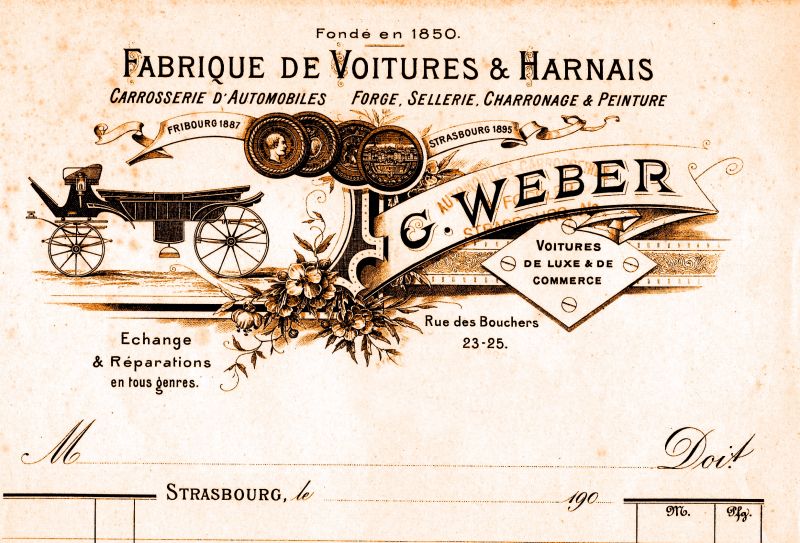 Fondé en 1850.
FABRIQUE DE VOITURES & HARNAIS
CARROSSERIE D'AUTOMOBILES FORGE, SELLERIE, CHARRONAGE & PEINTURE
FRIBOURG 1887
STRASBOURG 1895
G. WEBER
VOITURES
DE LUXE & DE
COMMERCE
Rue des Bouchers
23-25.
Echange
& Réparations
en tous genres.
M
Doit
STRASBOURG, le 190
M. Pfg.